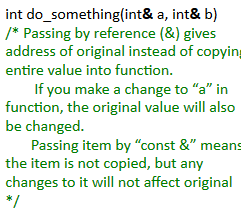 int do_something(int& a, int& b)
/* Passing by reference (&) gives
address of original instead of copying
entire value into function.
If you make a change to “a” in
function, the original value will also
be changed.
Passing item by “const &” means
the item is not copied, but any
changes to it will not affect original
*/